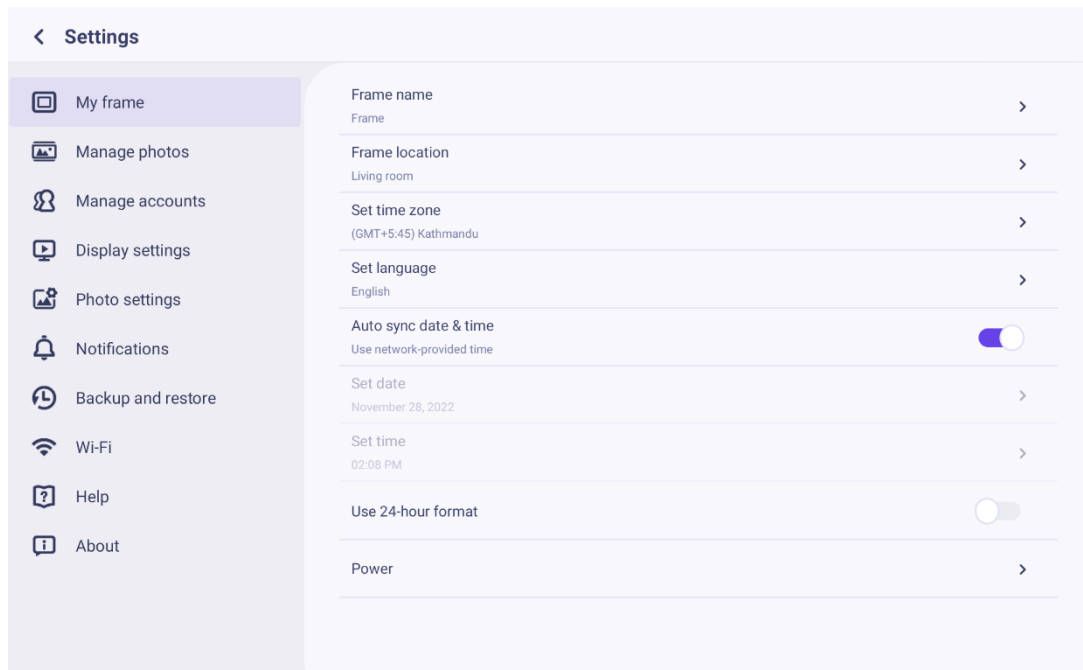 Settings
My frame
Manage photos
Manage accounts
Display settings
Photo settings
Notifications
Backup and restore
Wi-Fi
Help
About
Frame name
Frame
Frame location
Living room
Set time zone
(GMT+5:45) Kathmandu
Set language
English
Auto sync date & time
Use network-provided time
Set date
November 28, 2022
Set time
02:08 PM
Use 24-hour format
Power